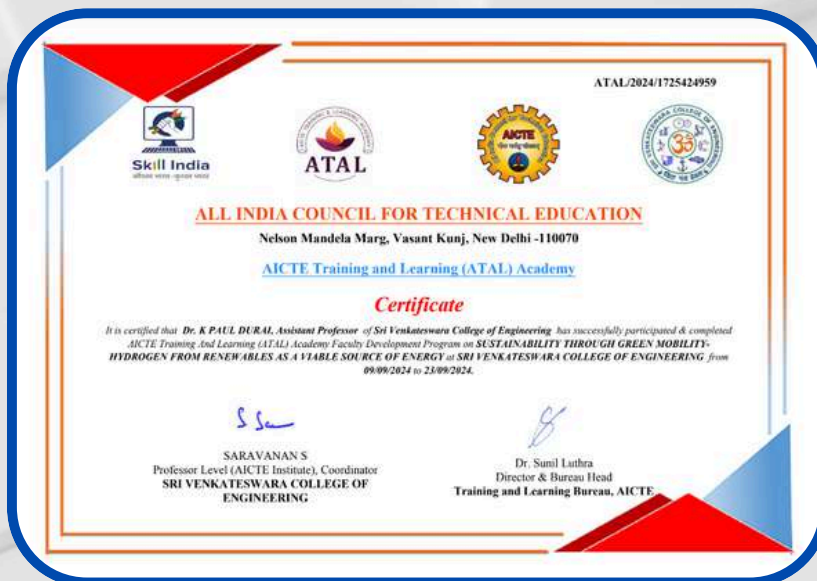 ATAL/2024/1725424959
Skill India
कौशल भारत-कुशल भारत
ATAL
AICTE
ALL INDIA COUNCIL FOR TECHNICAL EDUCATION
Nelson Mandela Marg, Vasant Kunj, New Delhi -110070
AICTE Training and Learning (ATAL) Academy
Certificate
It is certified that Dr. K PAUL DURAI, Assistant Professor of Sri Venkateswara College of Engineering has successfully participated & completed
AICTE Training And Learning (ATAL) Academy Faculty Development Program on SUSTAINABILITY THROUGH GREEN MOBILITY-
HYDROGEN FROM RENEWABLES AS A VIABLE SOURCE OF ENERGY at SRI VENKATESWARA COLLEGE OF ENGINEERING from
09/09/2024 to 23/09/2024.
SARAVANAN S
Professor Level (AICTE Institute), Coordinator
SRI VENKATESWARA COLLEGE OF
ENGINEERING
Dr. Sunil Luthra
Director & Bureau Head
Training and Learning Bureau, AICTE